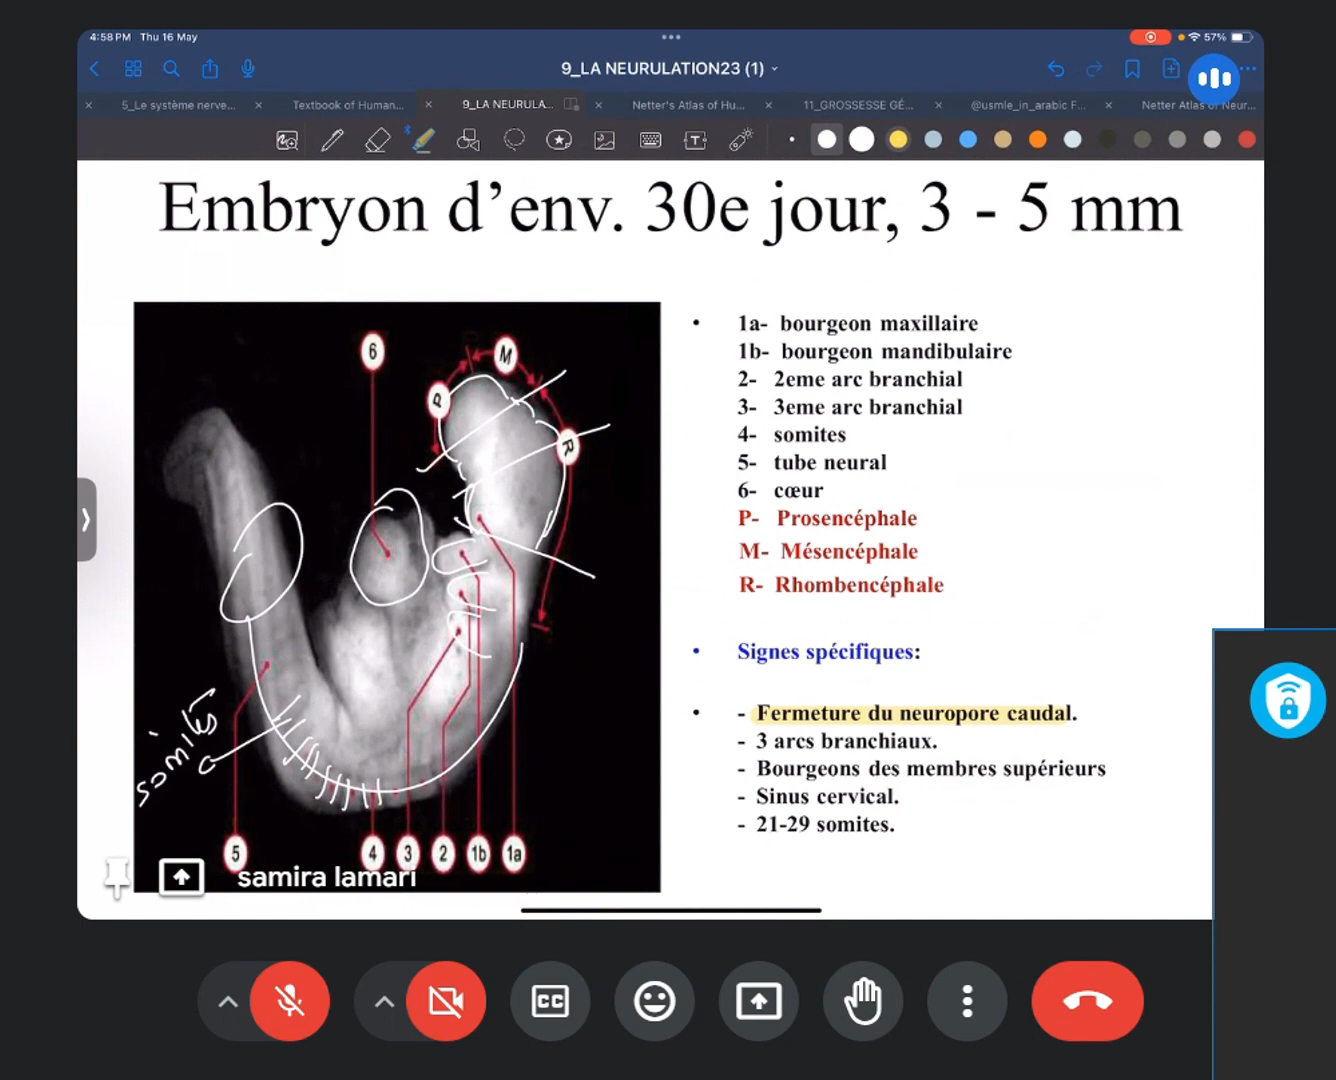 4:58 PM Thu 16 May
57%
9_LA NEURULATION23 (1)
5_Le système nerve...
Textbook of Human...
9_LA NEURULA...
Netter's Atlas of Hu...
11_GROSSESSE GÉ...
@usmle_in_arabic F...
Netter Atlas of Neur...
Embryon d'env. 30e jour, 3 - 5 mm
6
M
P
R
somites
5
4
3
2
1b
1a
samira lamari
1a- bourgeon maxillaire
1b- bourgeon mandibulaire
2- 2eme arc branchial
3- 3eme arc branchial
4- somites
5- tube neural
6- cœur
P- Prosencéphale
M- Mésencéphale
R- Rhombencéphale
Signes spécifiques:
- Fermeture du neuropore caudal.
- 3 arcs branchiaux.
- Bourgeons des membres supérieurs
- Sinus cervical.
- 21-29 somites.
CC